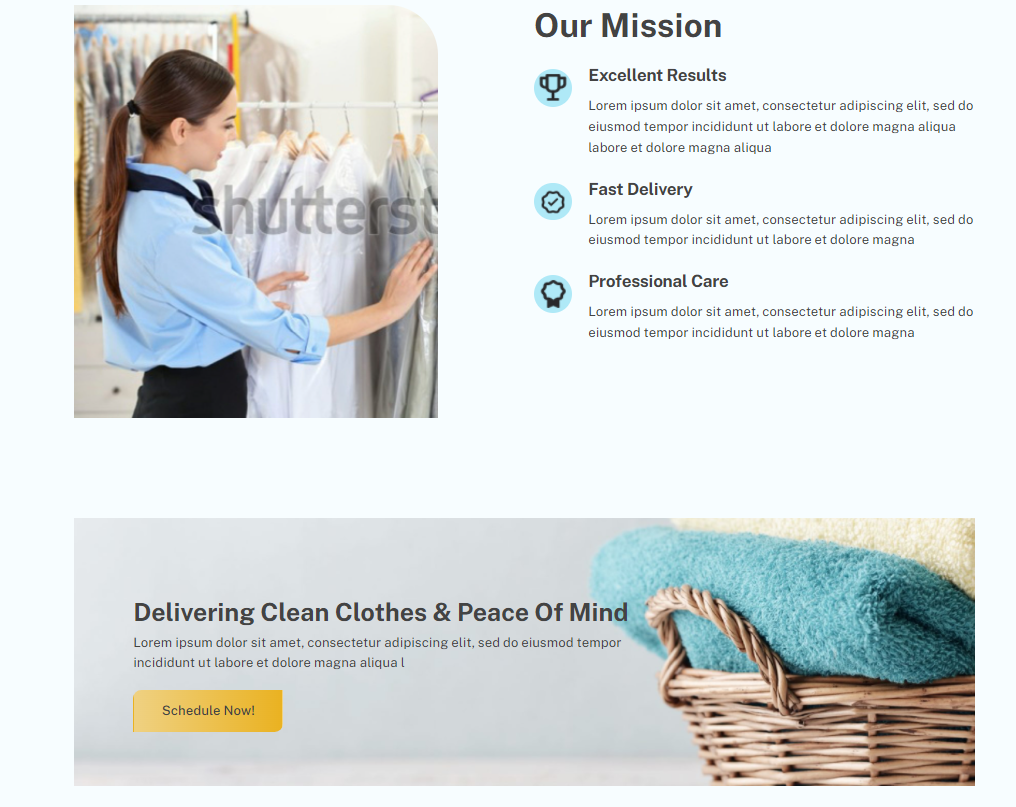 Our Mission
Excellent Results
Lorem ipsum dolor sit amet, consectetur adipiscing elit, sed do
eiusmod tempor incididunt ut labore et dolore magna aliqua
labore et dolore magna aliqua
Fast Delivery
Lorem ipsum dolor sit amet, consectetur adipiscing elit, sed do
eiusmod tempor incididunt ut labore et dolore magna
Professional Care
Lorem ipsum dolor sit amet, consectetur adipiscing elit, sed do
eiusmod tempor incididunt ut labore et dolore magna
shutterst
Delivering Clean Clothes & Peace Of Mind
Lorem ipsum dolor sit amet, consectetur adipiscing elit, sed do eiusmod tempor
incididunt ut labore et dolore magna aliqua l
Schedule Now!